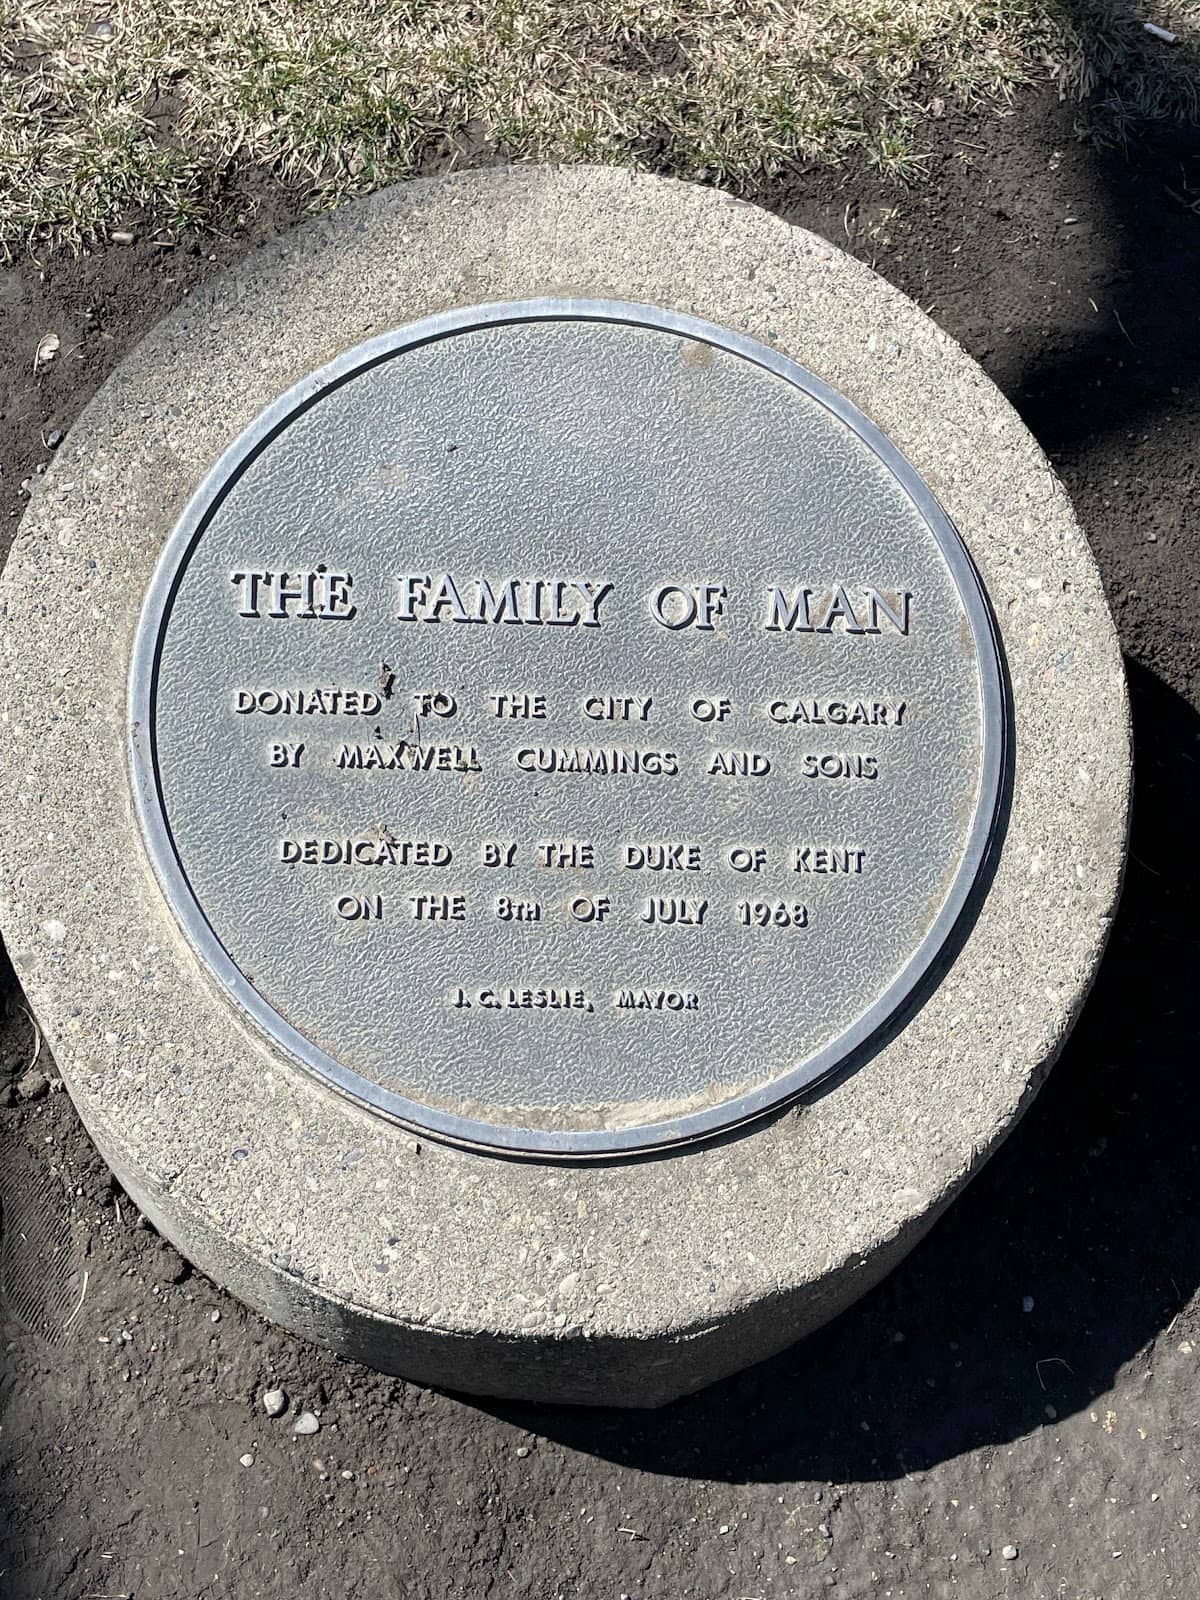 THE FAMILY OF MAN
DONATED TO THE CITY OF CALGARY
BY MAXWELL CUMMINGS AND SONS
DEDICATED BY THE DUKE OF KENT
ON THE 8TH OF JULY 1968
J. C. LESLIE, MAYOR